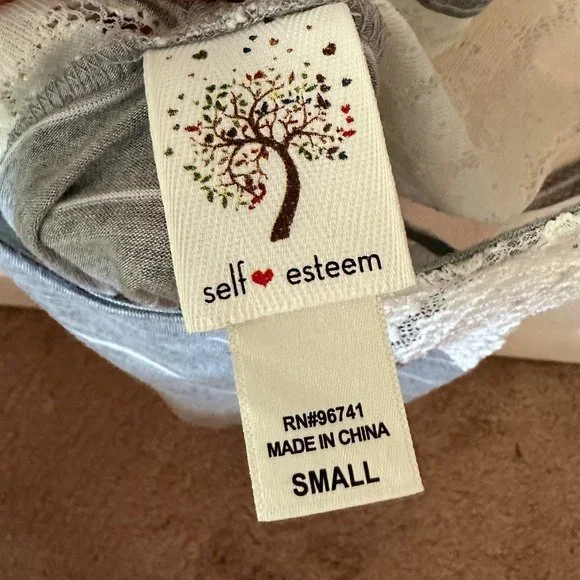 self esteem
RN#96741
MADE IN CHINA
SMALL